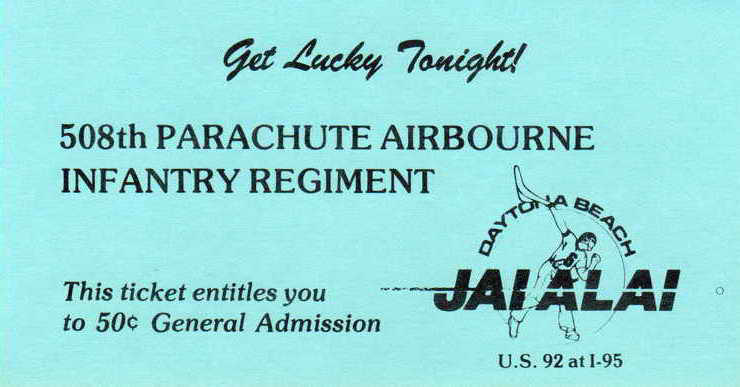 Get Lucky Tonight!
508th PARACHUTE AIRBOURNE
INFANTRY REGIMENT
DAYTONA BEACH
JAI ALAI
This ticket entitles you
to 50¢ General Admission
U.S. 92 at I-95
6